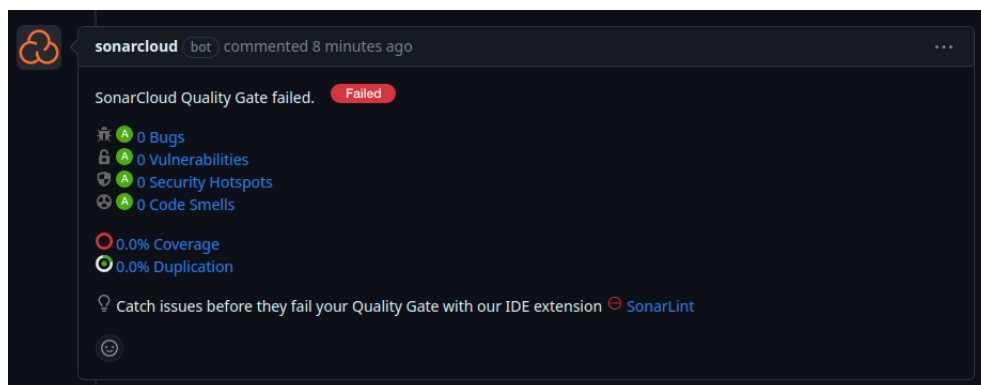 sonarcloud bot commented 8 minutes ago ...
SonarCloud Quality Gate failed. Failed
A 0 Bugs
A 0 Vulnerabilities
A 0 Security Hotspots
A 0 Code Smells
0.0% Coverage
0.0% Duplication
Catch issues before they fail your Quality Gate with our IDE extension SonarLint